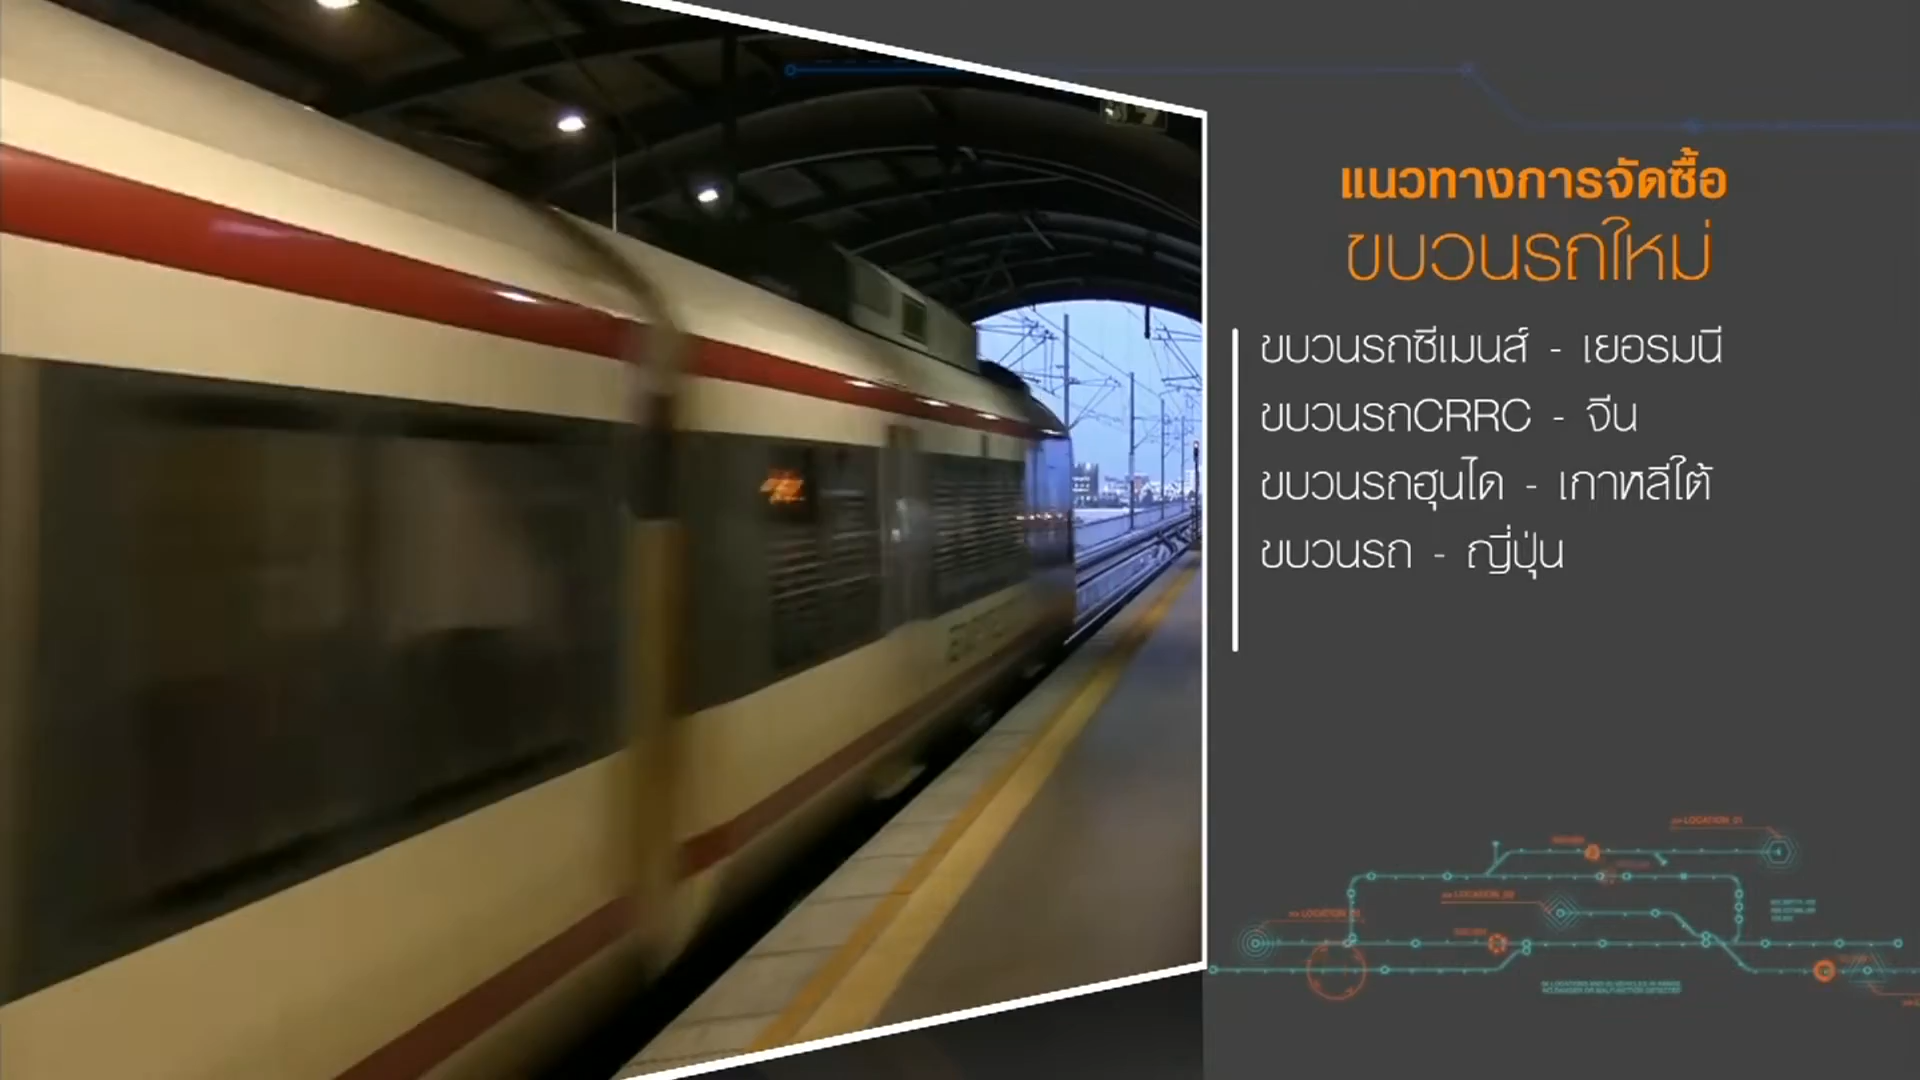 แนวทางการจัดซื้อ
ขบวนรถใหม่
ขบวนรถซีเมนส์ - เยอรมนี
ขบวนรถCRRC - จีน
ขบวนรถฮุนได - เกาหลีใต้
ขบวนรถ - ญี่ปุ่น
>> LOCATION_01
>> LOCATION_02